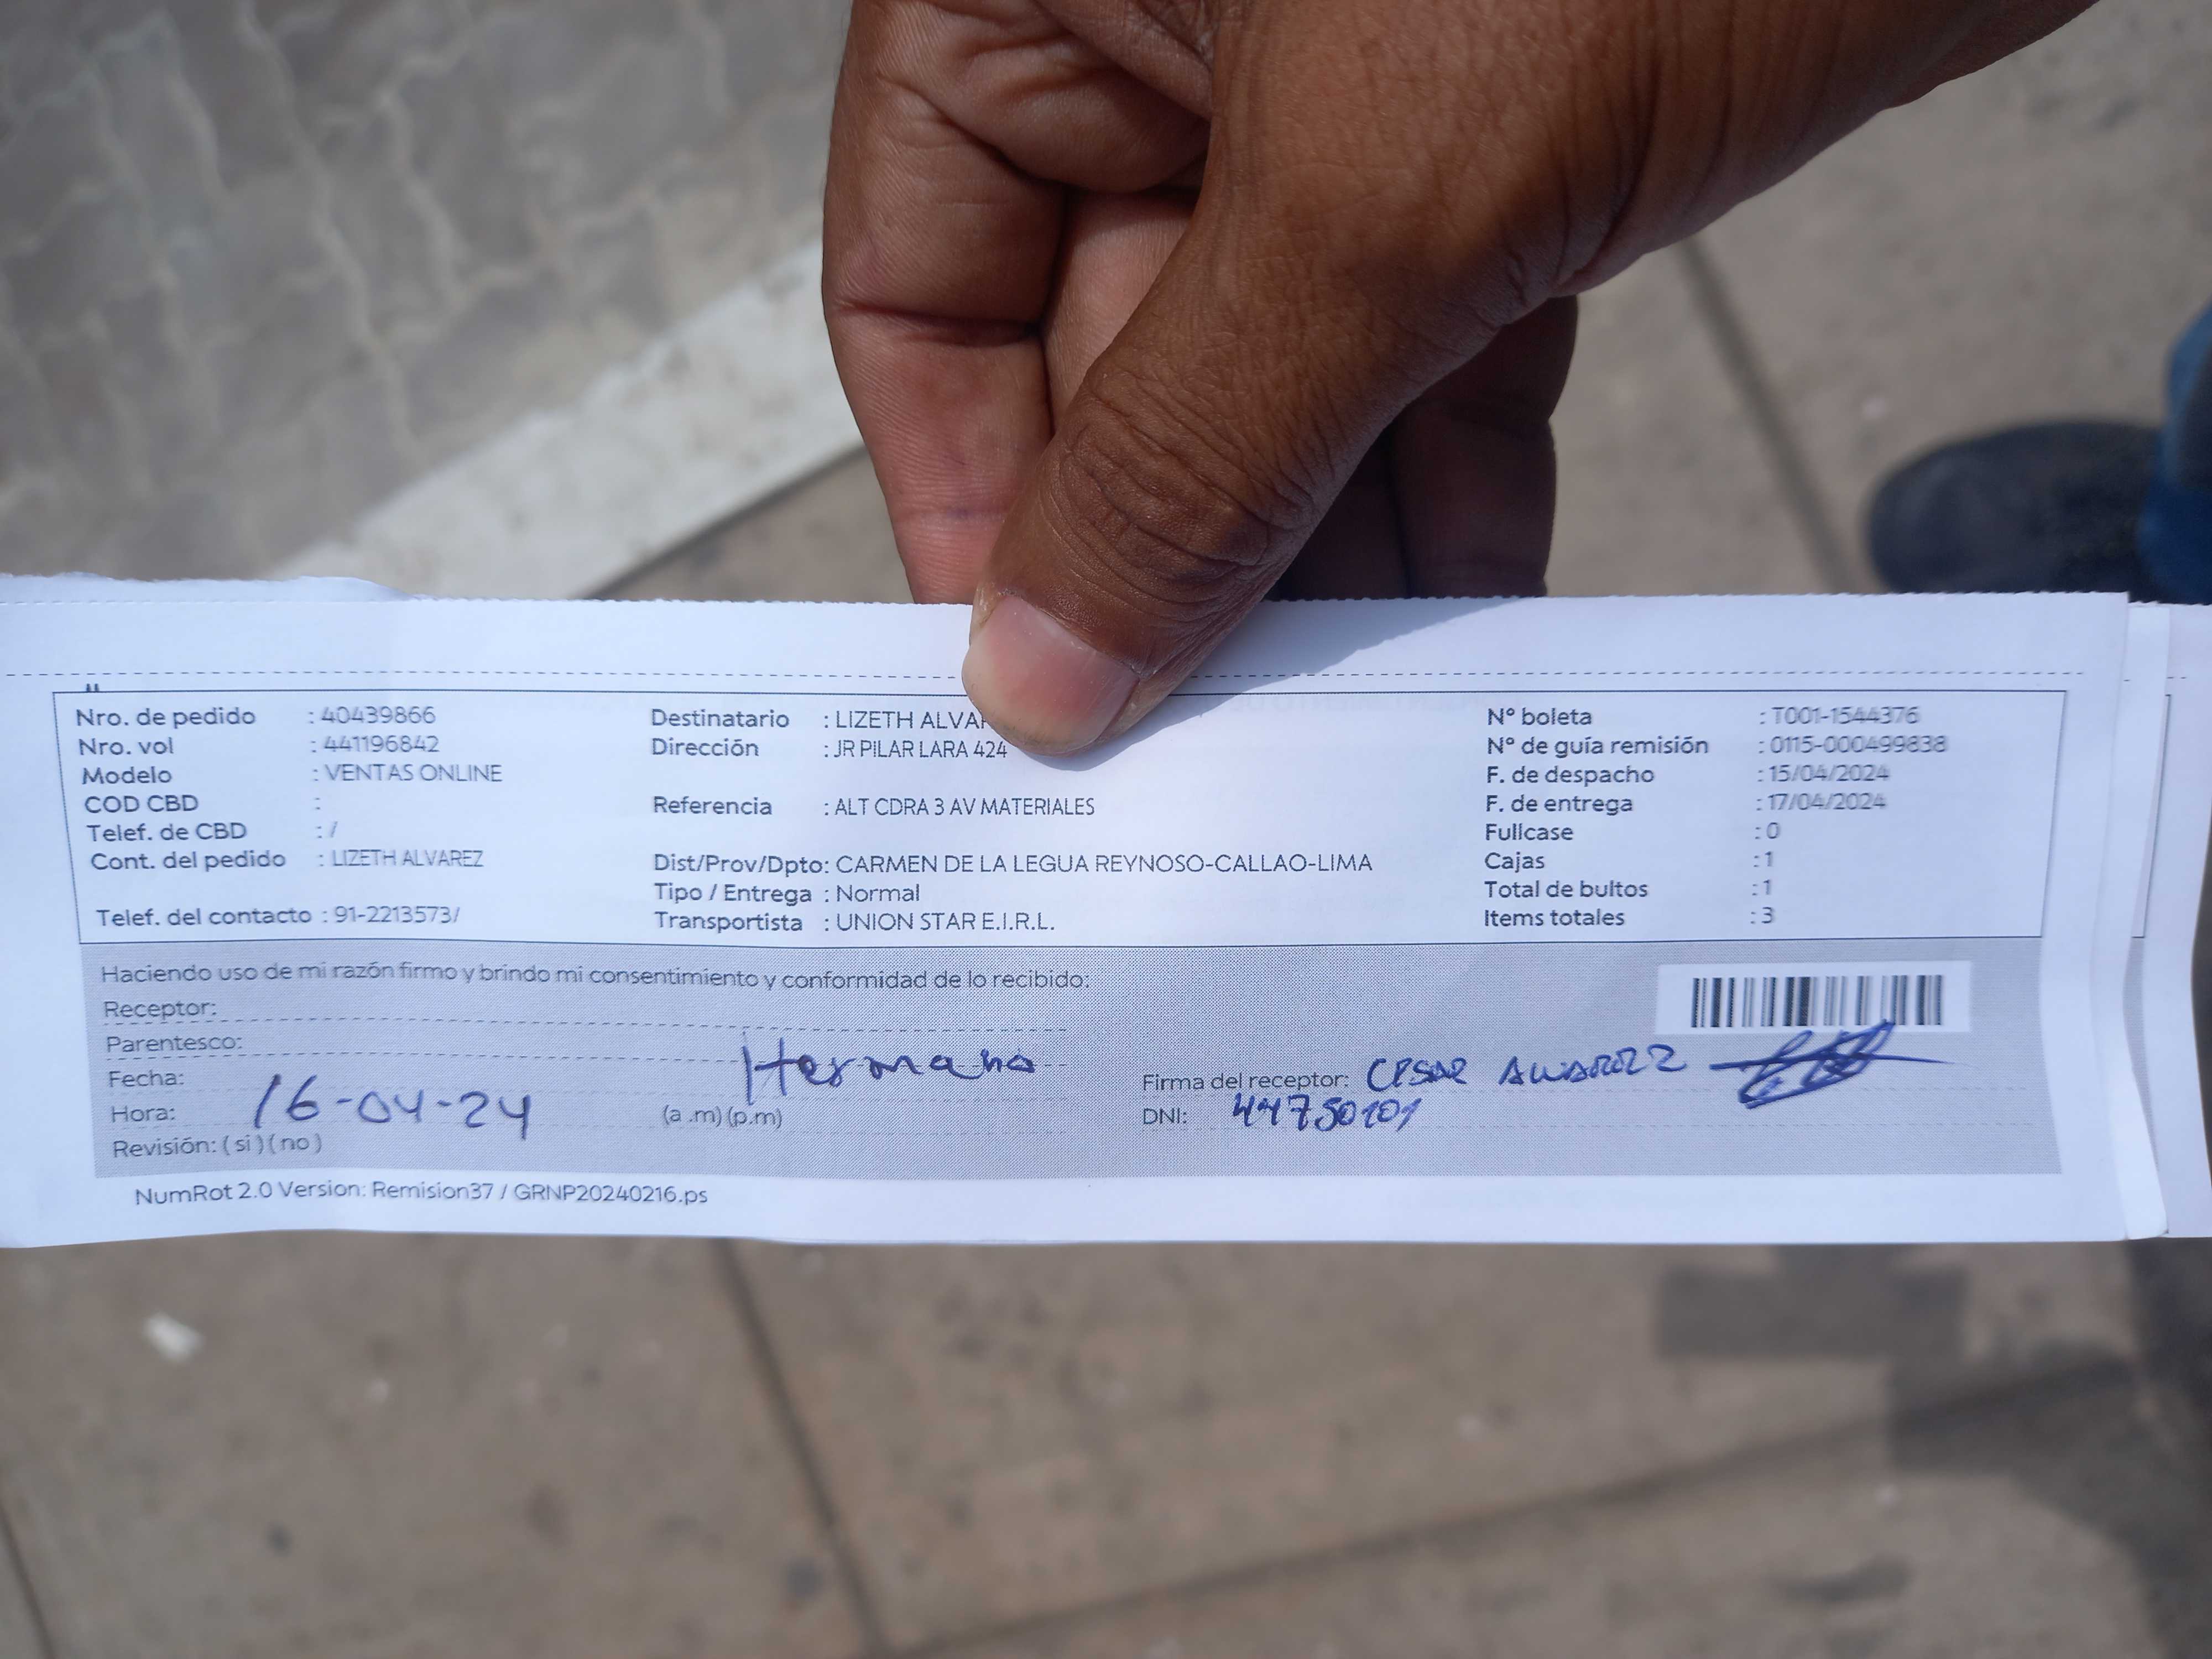 Nro. de pedido : 40439866
Nro. vol : 441196842
Modelo : VENTAS ONLINE
COD CBD :
Telef. de CBD : /
Cont. del pedido : LIZETH ALVAREZ
Telef. del contacto : 91-2213573/
Destinatario : LIZETH ALVAR
Dirección : JR PILAR LARA 424
Referencia : ALT CDRA 3 AV MATERIALES
Dist/Prov/Dpto: CARMEN DE LA LEGUA REYNOSO-CALLAO-LIMA
Tipo / Entrega : Normal
Transportista : UNION STAR E.I.R.L.
N° boleta : T001-1544376
N° de guía remisión : 0115-000499838
F. de despacho : 15/04/2024
F. de entrega : 17/04/2024
Fullcase : 0
Cajas : 1
Total de bultos : 1
Items totales : 3
Haciendo uso de mi razón firmo y brindo mi consentimiento y conformidad de lo recibido:
Receptor:
Parentesco: Hermano
Fecha: 16-04-24
Hora: (a .m) (p.m)
Revisión: ( si ) ( no )
Firma del receptor: CESAR ALVAREZ
DNI: 44750101
NumRot 2.0 Version: Remision37 / GRNP20240216.ps